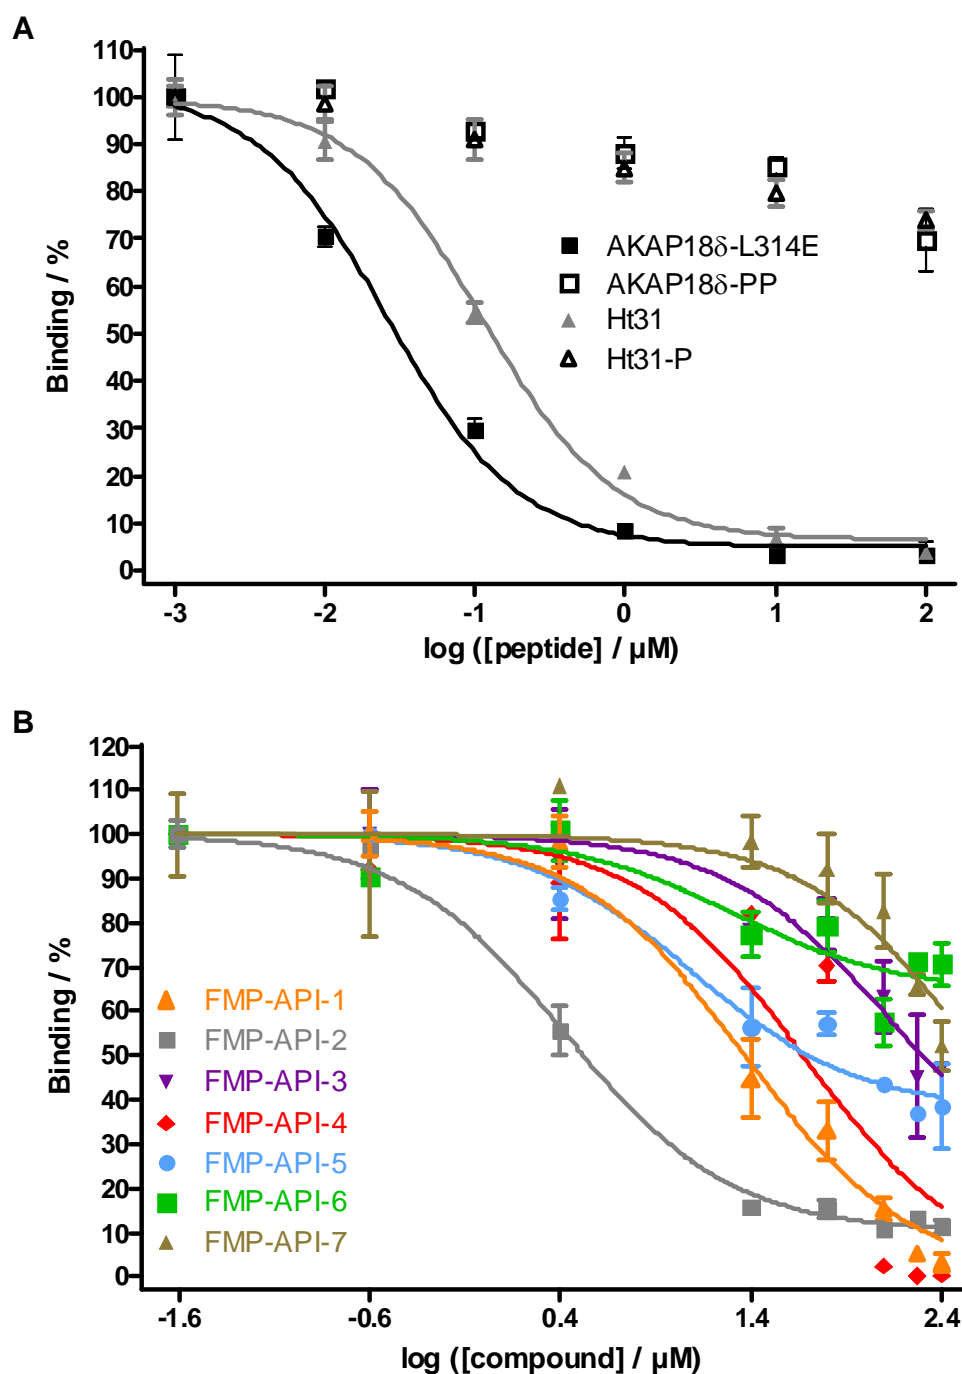 A
110
100
90
80
70
60
50
40
30
20
10
0
Binding / %
AKAP18δ-L314E
AKAP18δ-PP
Ht31
Ht31-P
-3 -2 -1 0 1 2
log ([peptide] / µM)
B
120
110
100
90
80
70
60
50
40
30
20
10
0
Binding / %
FMP-API-1
FMP-API-2
FMP-API-3
FMP-API-4
FMP-API-5
FMP-API-6
FMP-API-7
-1.6 -0.6 0.4 1.4 2.4
log ([compound] / µM)